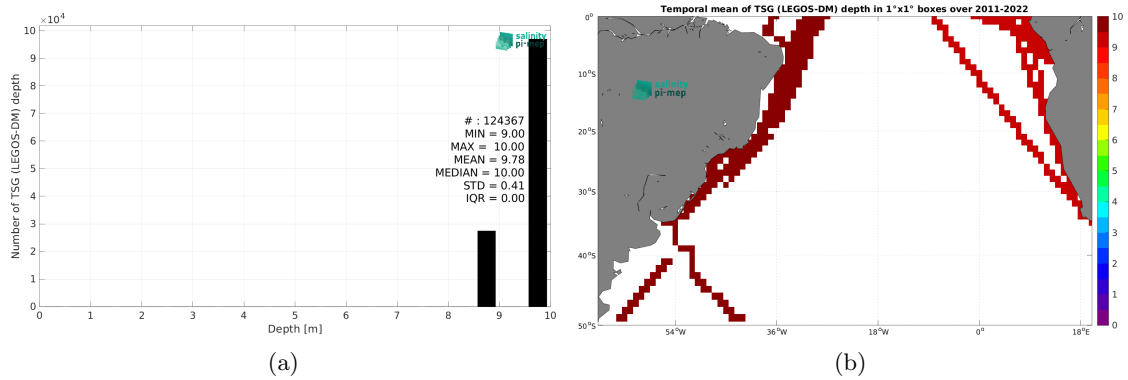 ×10⁴
10
9
8
7
6
5
4
3
2
1
0
Number of TSG (LEGOS-DM) depth
salinity
pi-mep
# : 124367
MIN = 9.00
MAX = 10.00
MEAN = 9.78
MEDIAN = 10.00
STD = 0.41
IQR = 0.00
0 1 2 3 4 5 6 7 8 9 10
Depth [m]
(a)
Temporal mean of TSG (LEGOS-DM) depth in 1°x1° boxes over 2011-2022
0°
10°S
20°S
30°S
40°S
50°S
salinity
pi-mep
54°W 36°W 18°W 0° 18°E
10
9
8
7
6
5
4
3
2
1
0
(b)